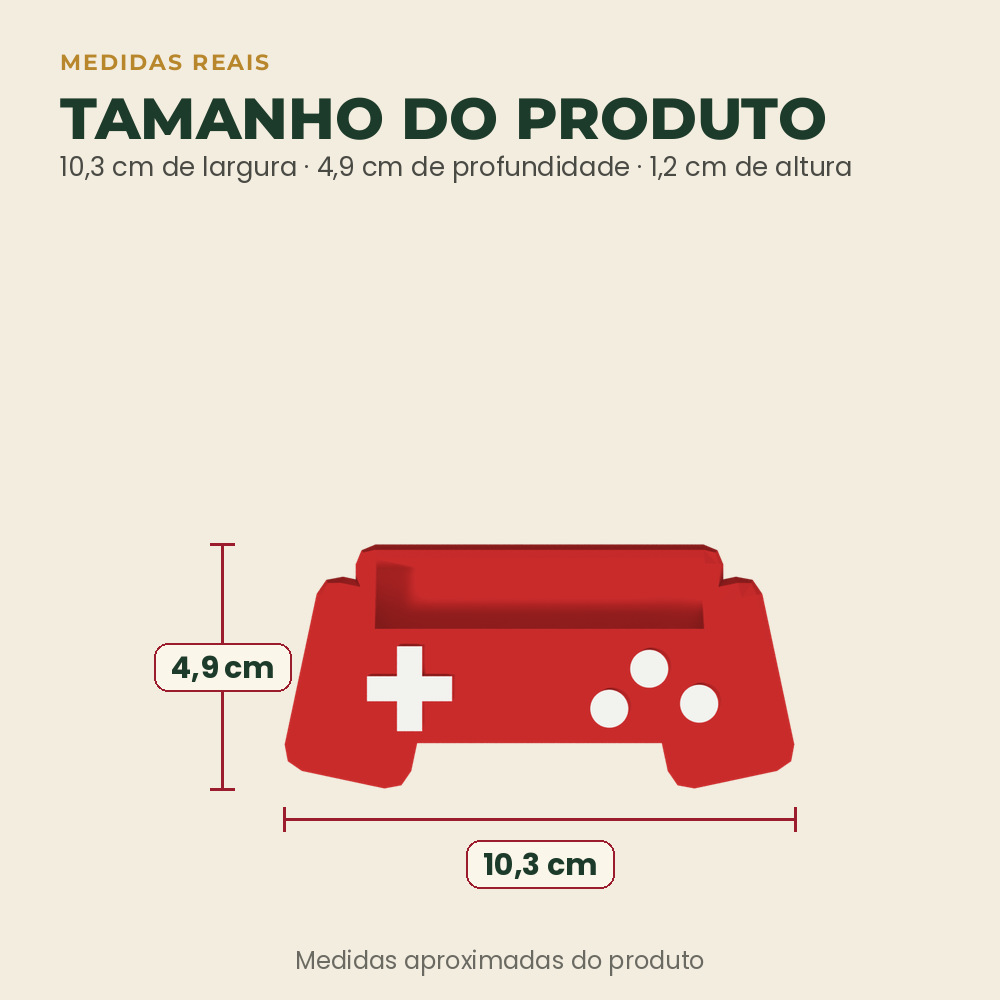 MEDIDAS REAIS
TAMANHO DO PRODUTO
10,3 cm de largura · 4,9 cm de profundidade · 1,2 cm de altura
4,9 cm
10,3 cm
Medidas aproximadas do produto